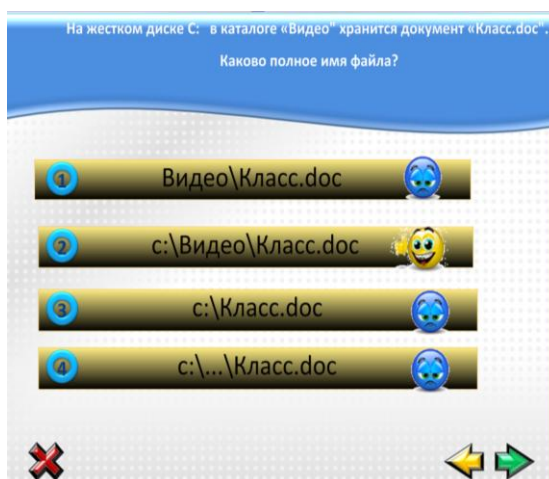 На жестком диске С: в каталоге «Видео" хранится документ «Класс.doc".
Каково полное имя файла?
1 Видео\Класс.doc
2 с:\Видео\Класс.doc
3 с:\Класс.doc
4 с:\...\Класс.doc